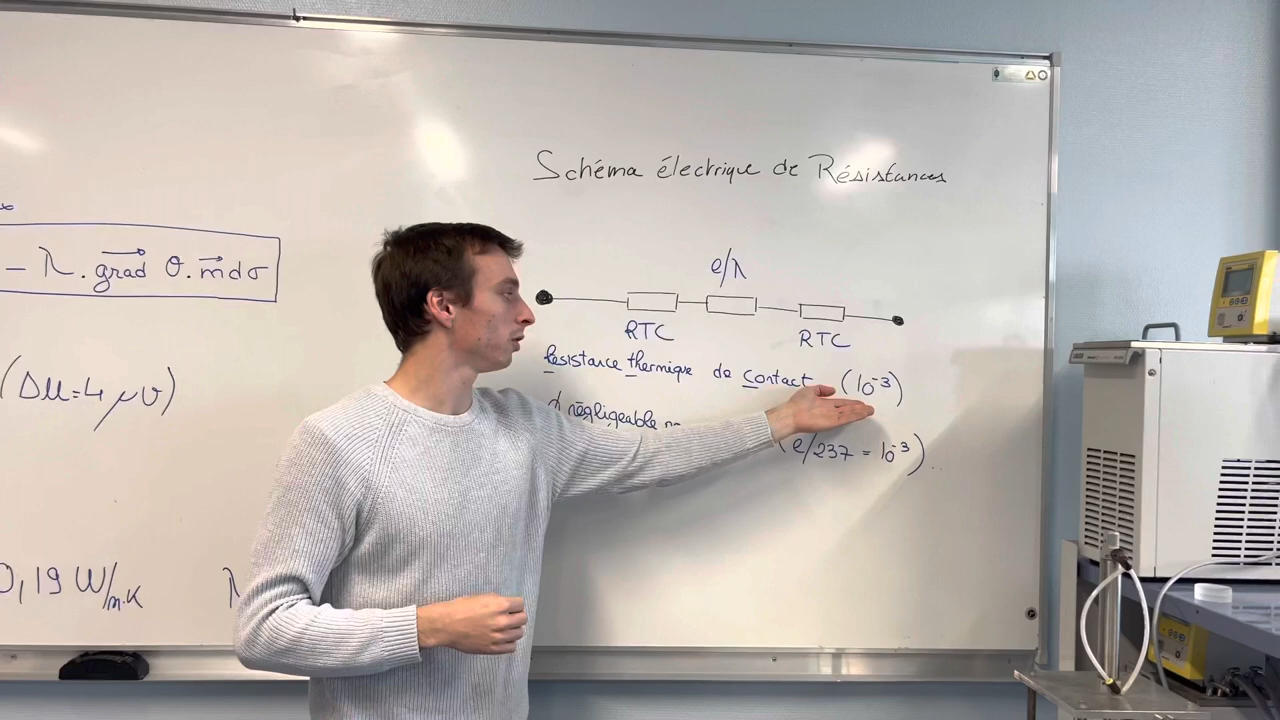 Schéma électrique de Résistances
- λ. grad θ. m dσ
e/λ
RTC
RTC
Résistance thermique de contact (10-3)
(Δu=4 μV)
négligeable
(e/237 = 10-3)
0,19 W/m.K
λ